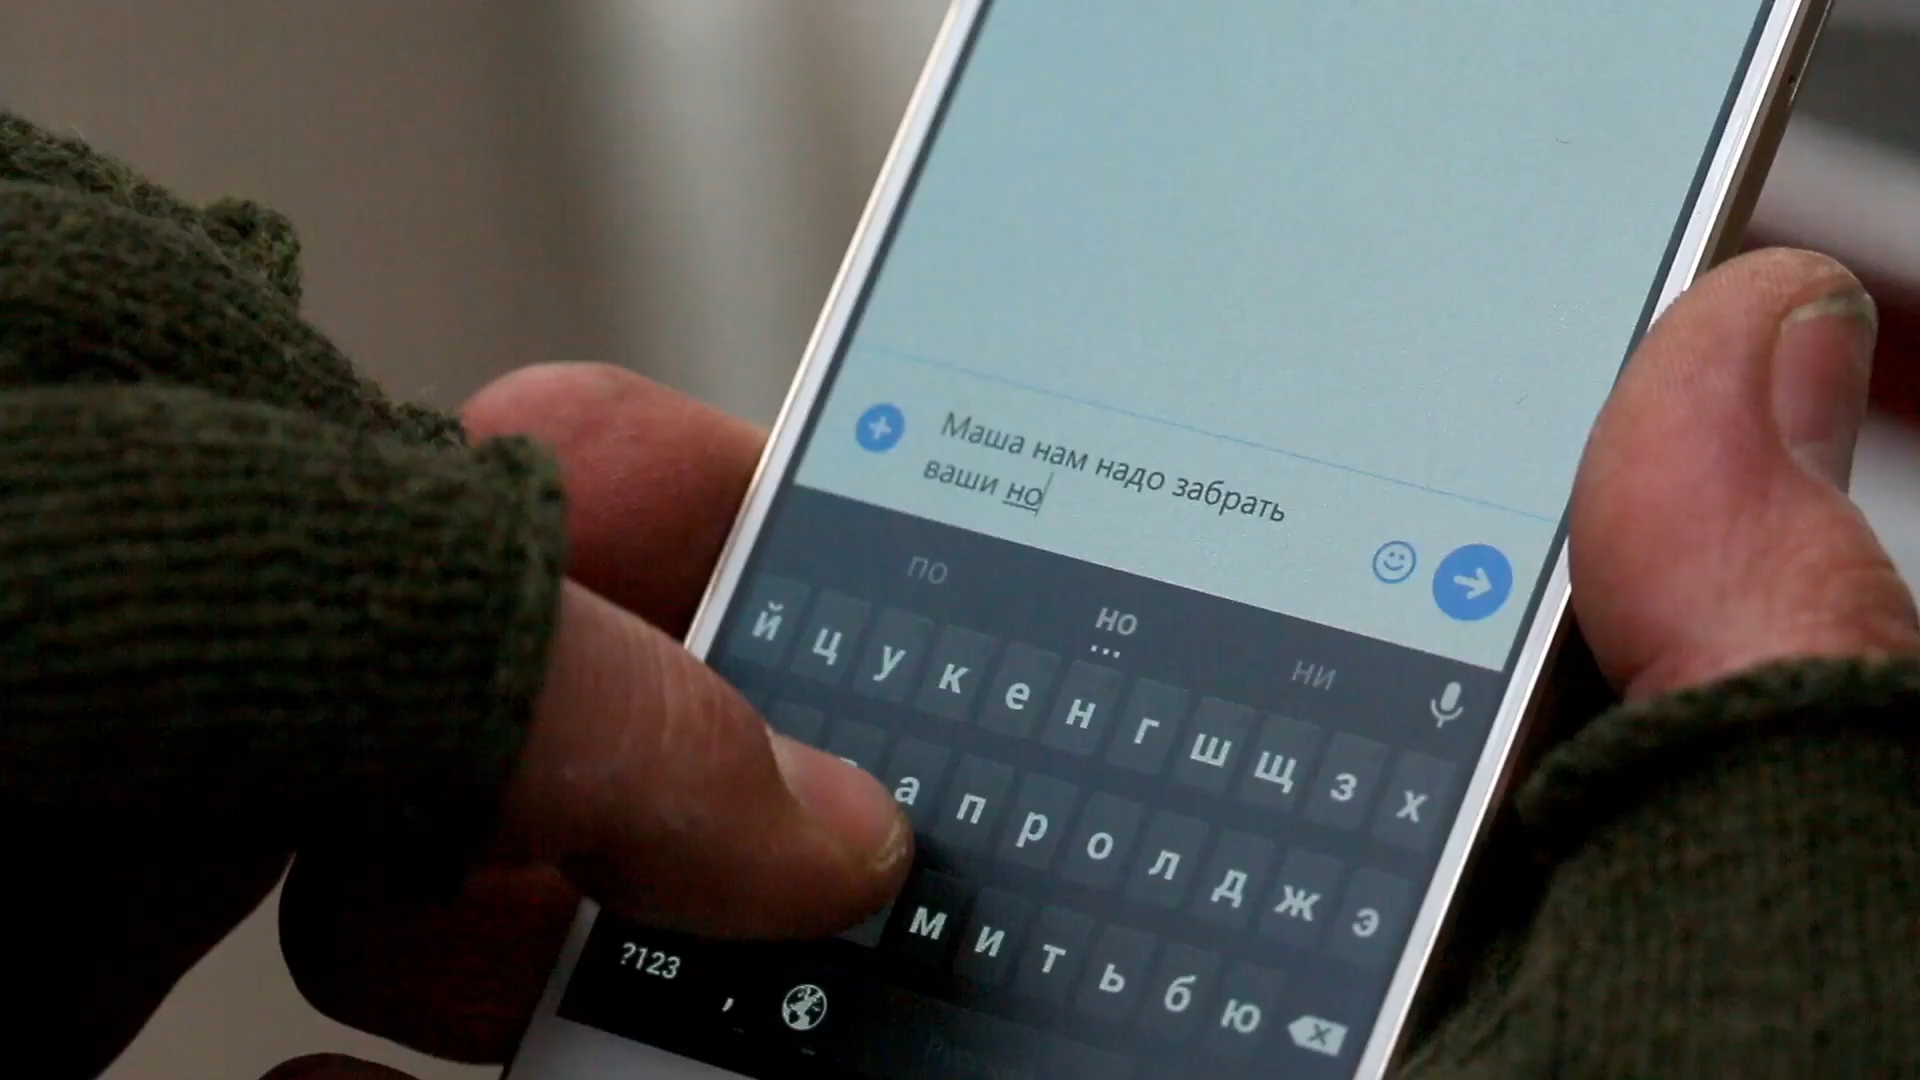 Маша нам надо забрать
ваши но
по но ни
й ц у к е н г ш щ з х
а п р о л д ж э
м и т ь б ю
?123 ,